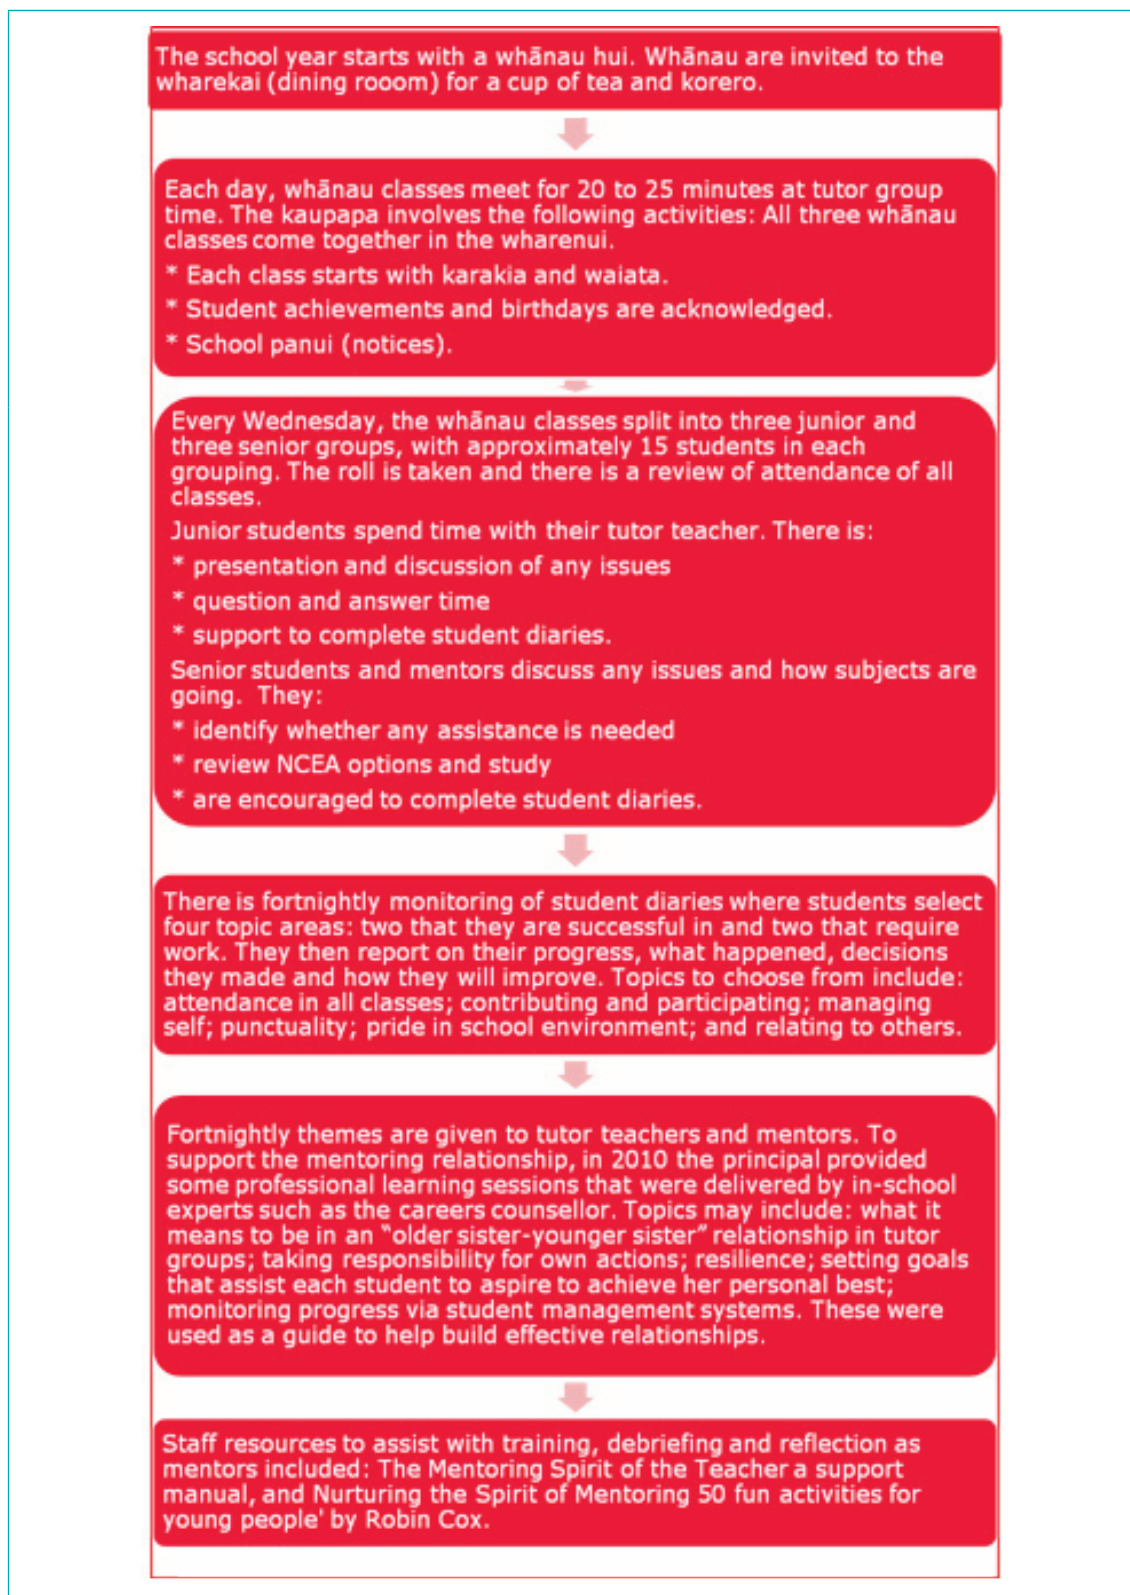 The school year starts with a whānau hui. Whānau are invited to the
wharekai (dining rooom) for a cup of tea and korero.
Each day, whānau classes meet for 20 to 25 minutes at tutor group
time. The kaupapa involves the following activities: All three whānau
classes come together in the wharenui.
* Each class starts with karakia and waiata.
* Student achievements and birthdays are acknowledged.
* School panui (notices).
Every Wednesday, the whānau classes split into three junior and
three senior groups, with approximately 15 students in each
grouping. The roll is taken and there is a review of attendance of all
classes.
Junior students spend time with their tutor teacher. There is:
* presentation and discussion of any issues
* question and answer time
* support to complete student diaries.
Senior students and mentors discuss any issues and how subjects are
going.  They:
* identify whether any assistance is needed
* review NCEA options and study
* are encouraged to complete student diaries.
There is fortnightly monitoring of student diaries where students select
four topic areas: two that they are successful in and two that require
work. They then report on their progress, what happened, decisions
they made and how they will improve. Topics to choose from include:
attendance in all classes; contributing and participating; managing
self; punctuality; pride in school environment; and relating to others.
Fortnightly themes are given to tutor teachers and mentors. To
support the mentoring relationship, in 2010 the principal provided
some professional learning sessions that were delivered by in-school
experts such as the careers counsellor. Topics may include: what it
means to be in an “older sister-younger sister” relationship in tutor
groups; taking responsibility for own actions; resilience; setting goals
that assist each student to aspire to achieve her personal best;
monitoring progress via student management systems. These were
used as a guide to help build effective relationships.
Staff resources to assist with training, debriefing and reflection as
mentors included: The Mentoring Spirit of the Teacher a support
manual, and Nurturing the Spirit of Mentoring 50 fun activities for
young people' by Robin Cox.